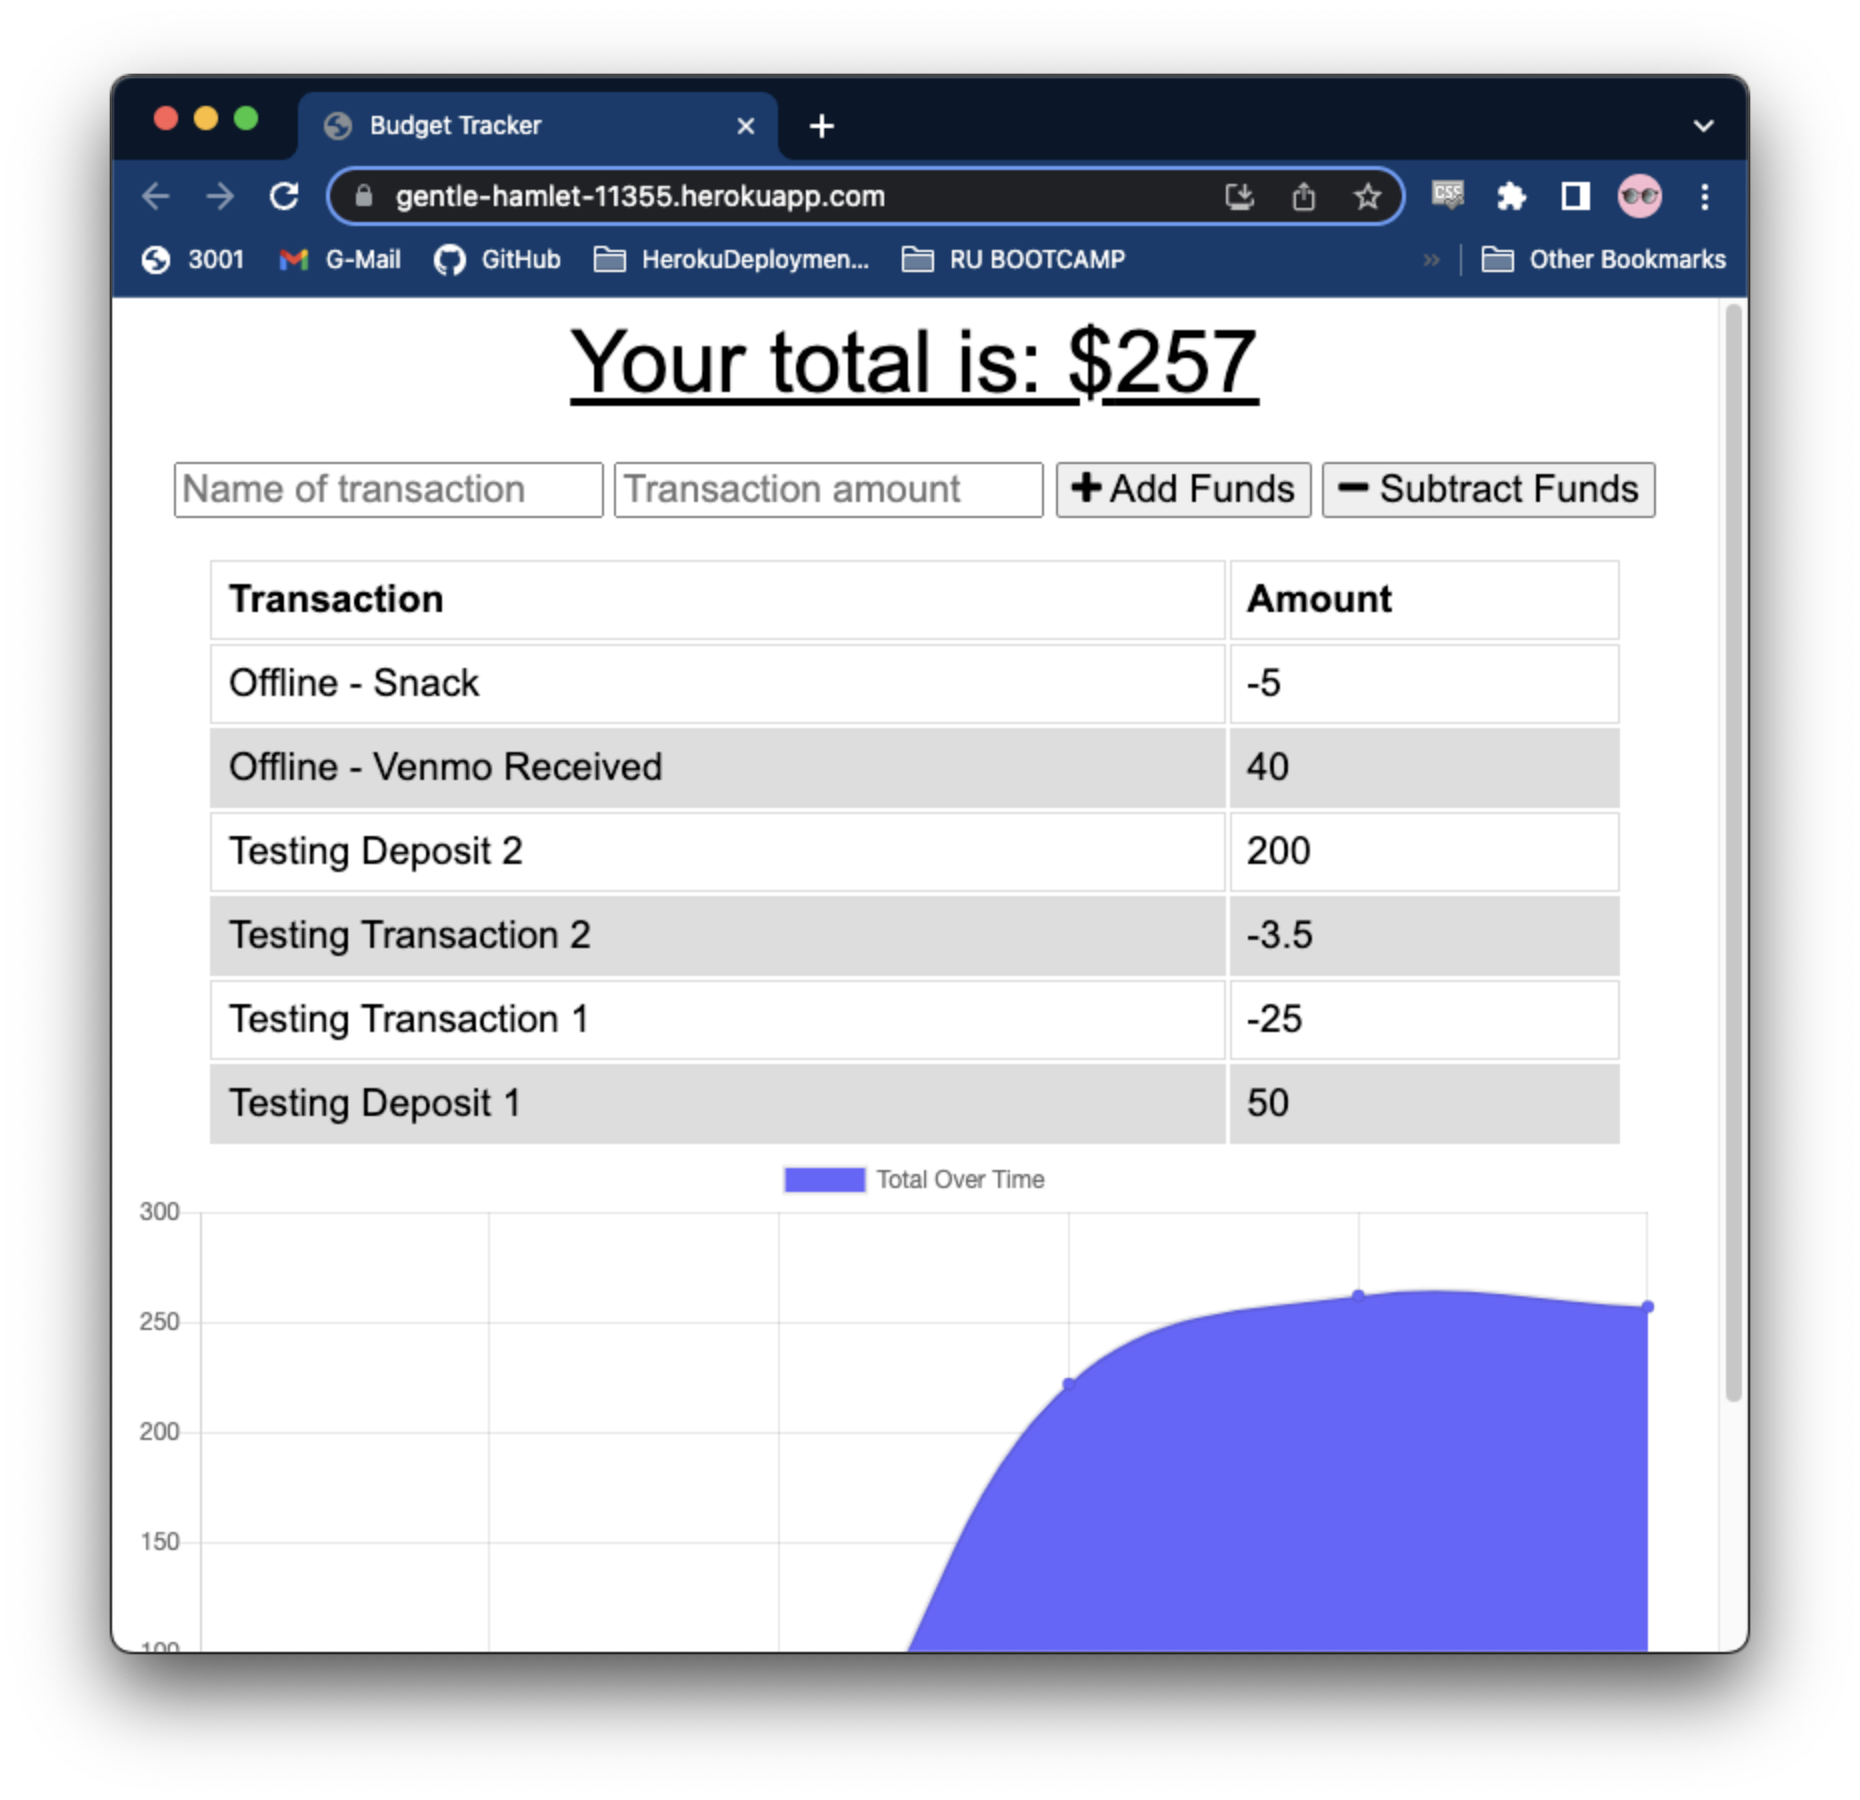 Budget Tracker
gentle-hamlet-11355.herokuapp.com
3001 G-Mail GitHub HerokuDeploymen... RU BOOTCAMP » Other Bookmarks
Your total is: $257
Name of transaction Transaction amount Add Funds Subtract Funds
Transaction Amount
Offline - Snack -5
Offline - Venmo Received 40
Testing Deposit 2 200
Testing Transaction 2 -3.5
Testing Transaction 1 -25
Testing Deposit 1 50
Total Over Time
300
250
200
150
100